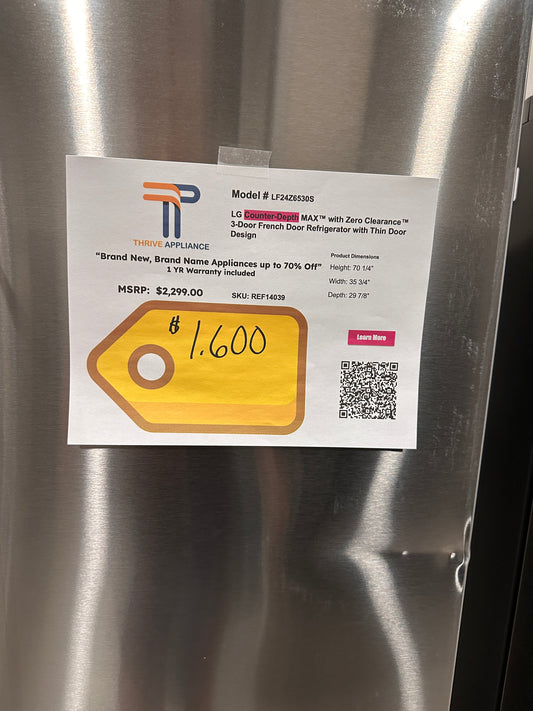 Model # LF24Z6530S
LG Counter-Depth MAX™ with Zero Clearance™
3-Door French Door Refrigerator with Thin Door
Design
THRIVE APPLIANCE
"Brand New, Brand Name Appliances up to 70% Off"
1 YR Warranty included
MSRP: $2,299.00
SKU: REF14039
Product Dimensions
Height: 70 1/4"
Width: 35 3/4"
Depth: 29 7/8"
$1.600
Learn More